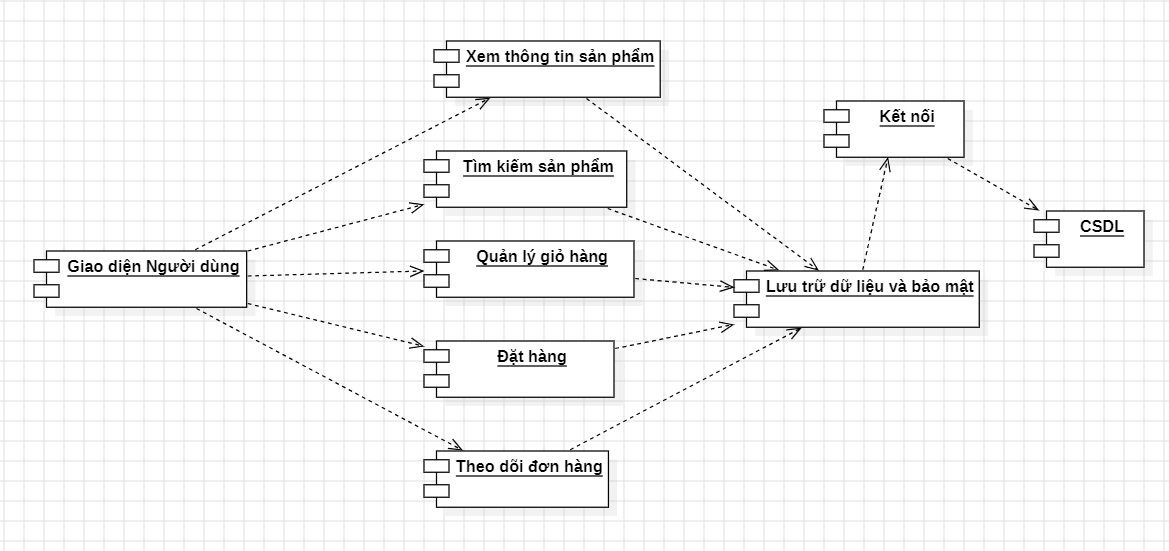 Xem thông tin sản phẩm
Kết nối
Tìm kiếm sản phẩm
CSDL
Giao diện Người dùng
Quản lý giỏ hàng
Lưu trữ dữ liệu và bảo mật
Đặt hàng
Theo dõi đơn hàng